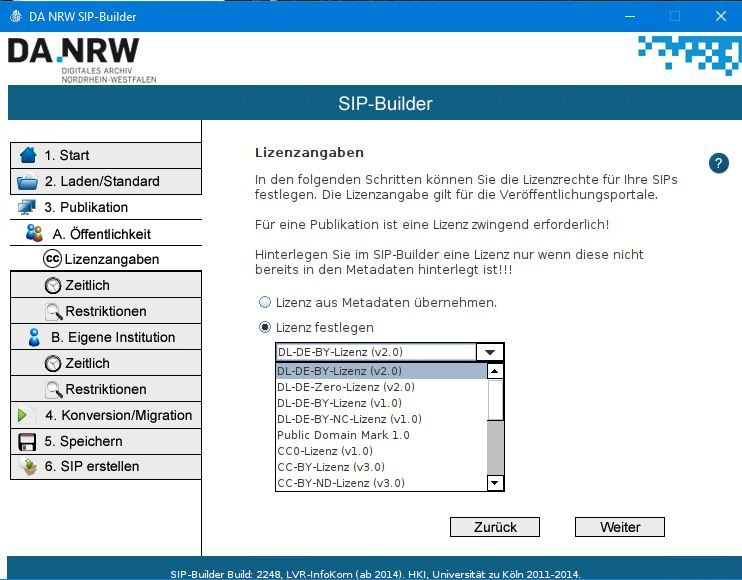 DA NRW SIP-Builder
DA.NRW
DIGITALES ARCHIV
NORDRHEIN-WESTFALEN
SIP-Builder
1. Start
2. Laden/Standard
3. Publikation
A. Öffentlichkeit
cc Lizenzangaben
Zeitlich
Restriktionen
B. Eigene Institution
Zeitlich
Restriktionen
4. Konversion/Migration
5. Speichern
6. SIP erstellen
Lizenzangaben
?
In den folgenden Schritten können Sie die Lizenzrechte für Ihre SIPs
festlegen. Die Lizenzangabe gilt für die Veröffentlichungsportale.
Für eine Publikation ist eine Lizenz zwingend erforderlich!
Hinterlegen Sie im SIP-Builder eine Lizenz nur wenn diese nicht
bereits in den Metadaten hinterlegt ist!!!
Lizenz aus Metadaten übernehmen.
Lizenz festlegen
DL-DE-BY-Lizenz (v2.0)
DL-DE-BY-Lizenz (v2.0)
DL-DE-Zero-Lizenz (v2.0)
DL-DE-BY-Lizenz (v1.0)
DL-DE-BY-NC-Lizenz (v1.0)
Public Domain Mark 1.0
CC0-Lizenz (v1.0)
CC-BY-Lizenz (v3.0)
CC-BY-ND-Lizenz (v3.0)
Zurück
Weiter
SIP-Builder Build: 2248, LVR-InfoKom (ab 2014). HKI, Universität zu Köln 2011-2014.